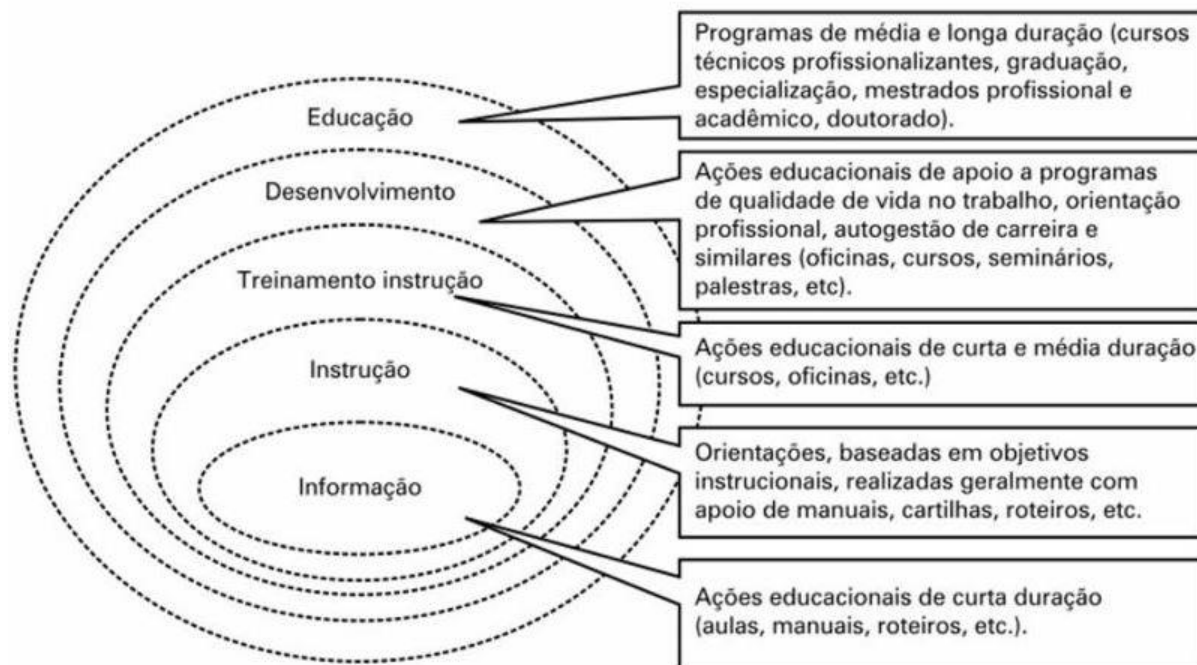 Educação
Programas de média e longa duração (cursos
técnicos profissionalizantes, graduação,
especialização, mestrados profissional e
acadêmico, doutorado).
Desenvolvimento
Ações educacionais de apoio a programas
de qualidade de vida no trabalho, orientação
profissional, autogestão de carreira e
similares (oficinas, cursos, seminários,
palestras, etc).
Treinamento instrução
Ações educacionais de curta e média duração
(cursos, oficinas, etc.)
Instrução
Orientações, baseadas em objetivos
instrucionais, realizadas geralmente com
apoio de manuais, cartilhas, roteiros, etc.
Informação
Ações educacionais de curta duração
(aulas, manuais, roteiros, etc.).